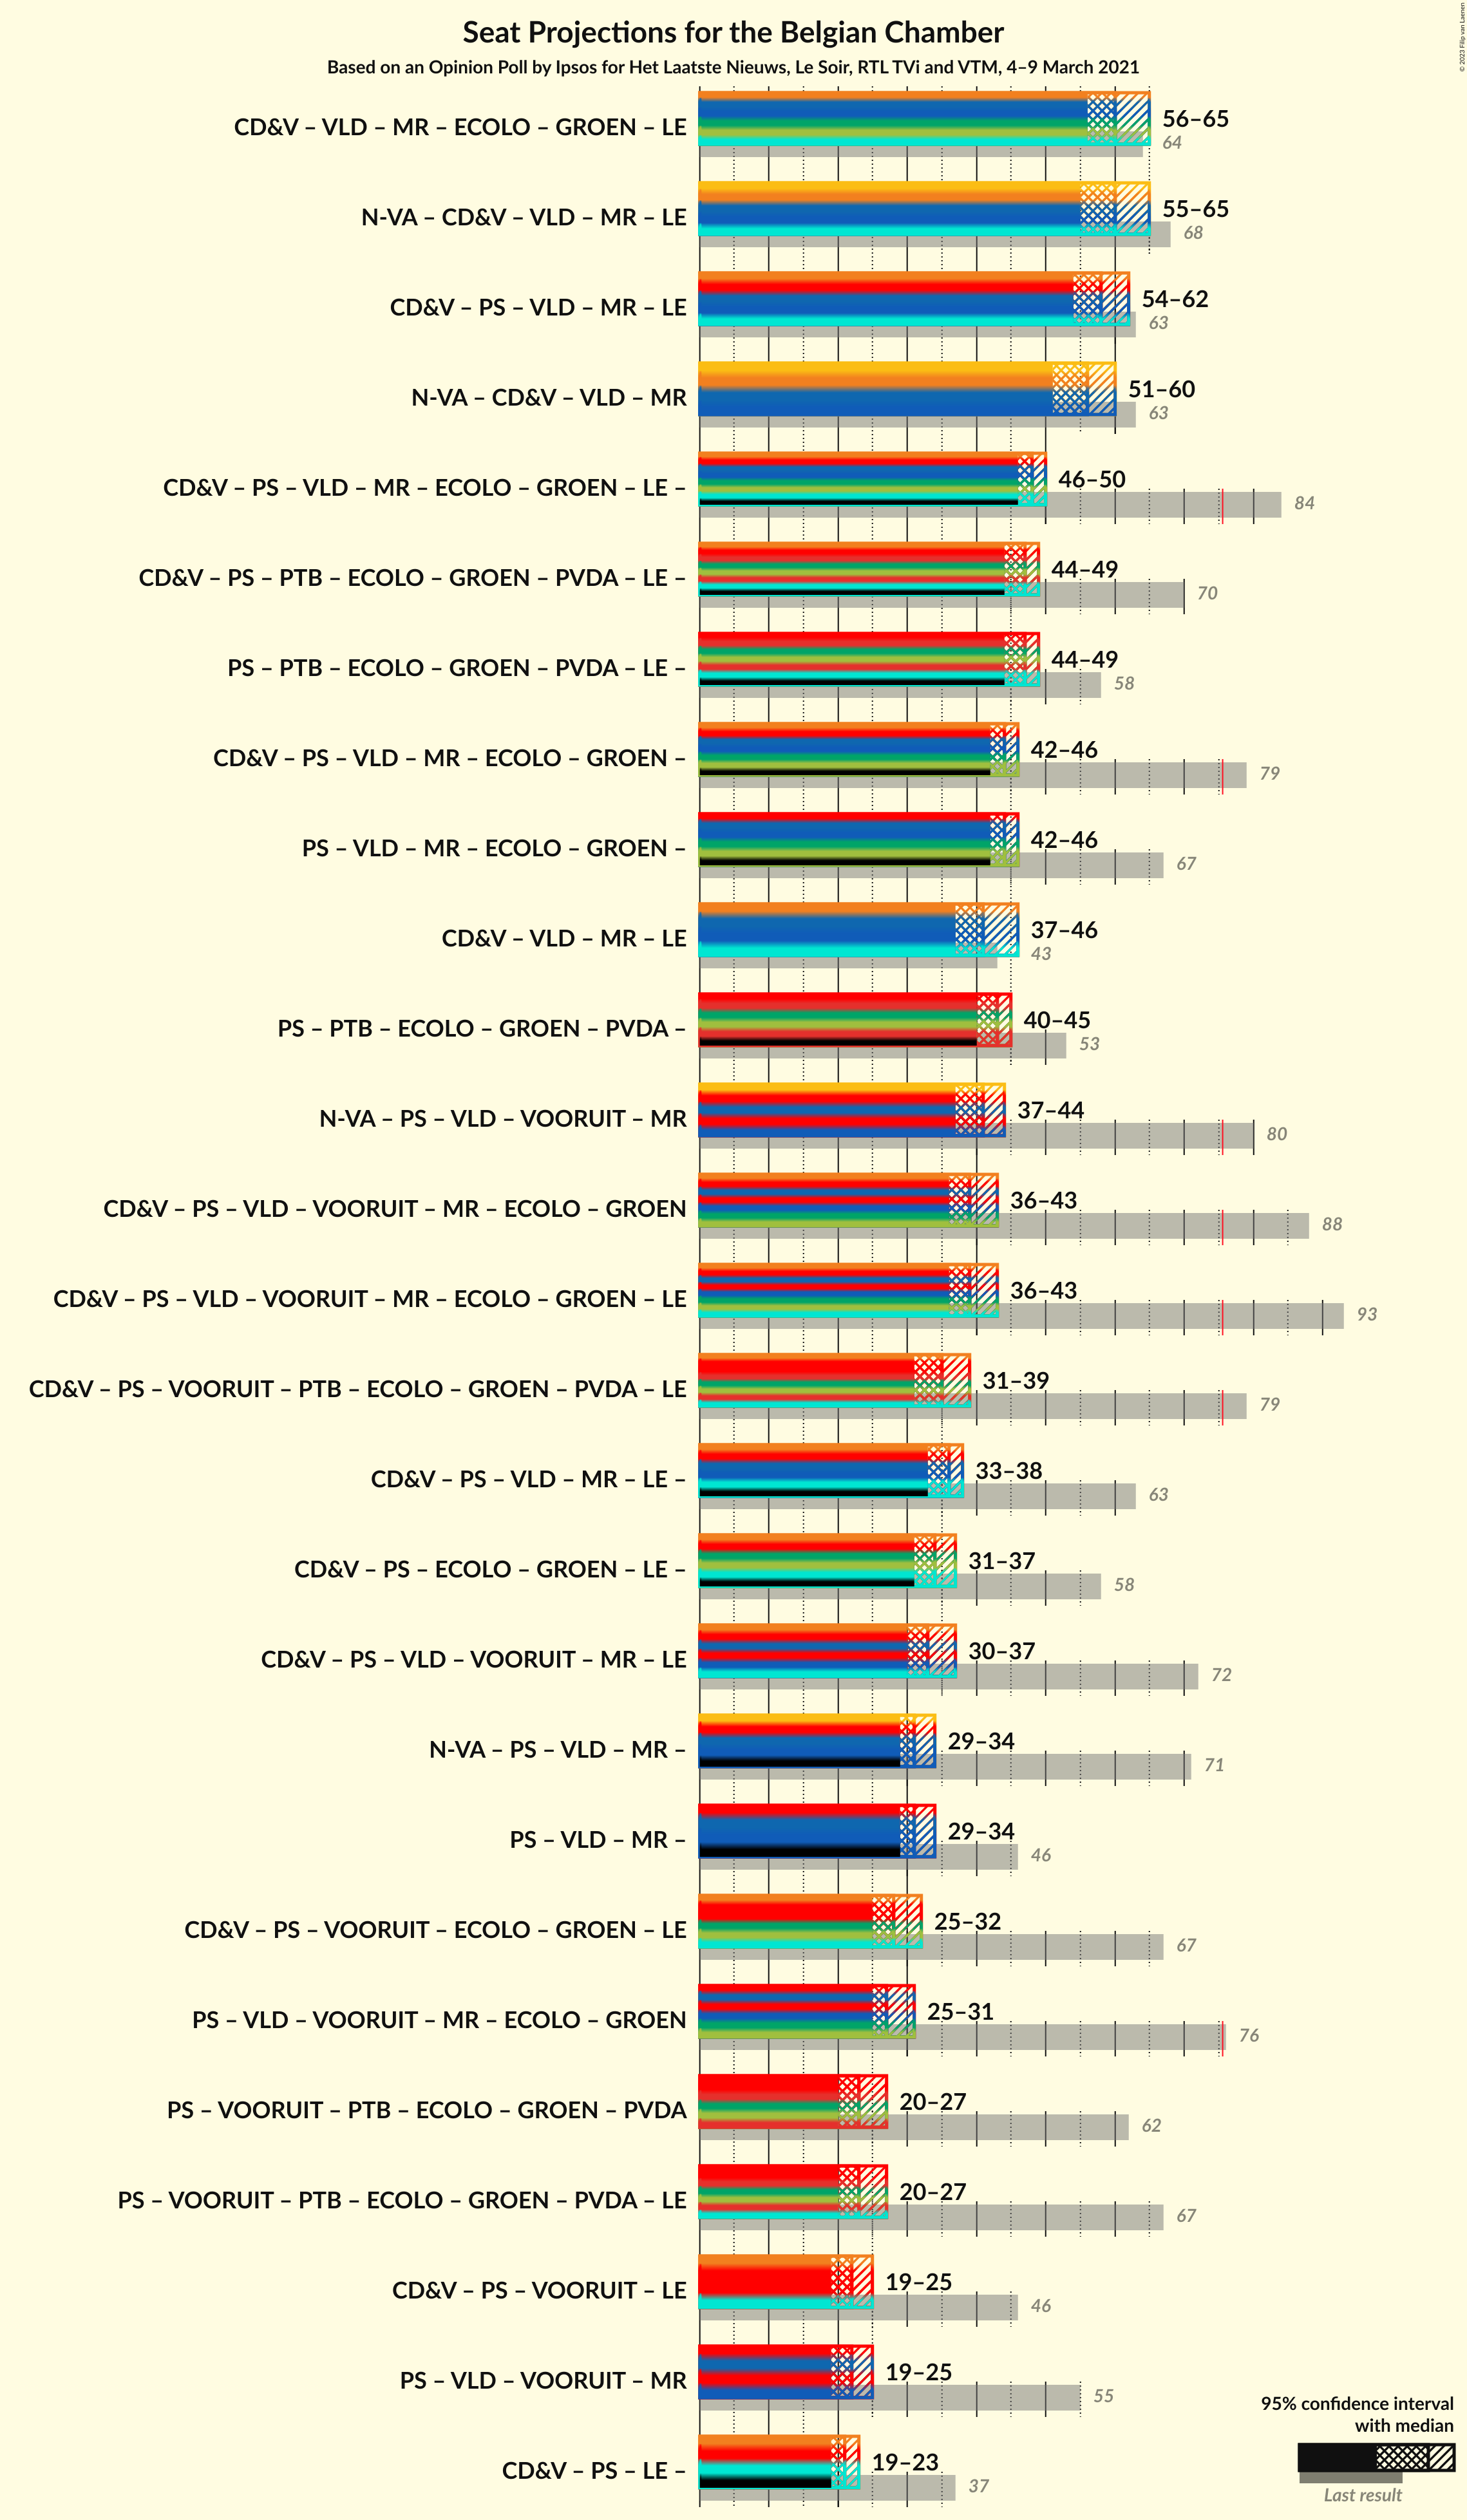 Seat Projections for the Belgian Chamber
Based on an Opinion Poll by Ipsos for Het Laatste Nieuws, Le Soir, RTL TVi and VTM, 4–9 March 2021
© 2023 Filip van Laenen
CD&V – VLD – MR – ECOLO – GROEN – LE
56–65
64
N-VA – CD&V – VLD – MR – LE
55–65
68
CD&V – PS – VLD – MR – LE
54–62
63
N-VA – CD&V – VLD – MR
51–60
63
CD&V – PS – VLD – MR – ECOLO – GROEN – LE –
46–50
84
CD&V – PS – PTB – ECOLO – GROEN – PVDA – LE –
44–49
70
PS – PTB – ECOLO – GROEN – PVDA – LE –
44–49
58
CD&V – PS – VLD – MR – ECOLO – GROEN –
42–46
79
PS – VLD – MR – ECOLO – GROEN –
42–46
67
CD&V – VLD – MR – LE
37–46
43
PS – PTB – ECOLO – GROEN – PVDA –
40–45
53
N-VA – PS – VLD – VOORUIT – MR
37–44
80
CD&V – PS – VLD – VOORUIT – MR – ECOLO – GROEN
36–43
88
CD&V – PS – VLD – VOORUIT – MR – ECOLO – GROEN – LE
36–43
93
CD&V – PS – VOORUIT – PTB – ECOLO – GROEN – PVDA – LE
31–39
79
CD&V – PS – VLD – MR – LE –
33–38
63
CD&V – PS – ECOLO – GROEN – LE –
31–37
58
CD&V – PS – VLD – VOORUIT – MR – LE
30–37
72
N-VA – PS – VLD – MR –
29–34
71
PS – VLD – MR –
29–34
46
CD&V – PS – VOORUIT – ECOLO – GROEN – LE
25–32
67
PS – VLD – VOORUIT – MR – ECOLO – GROEN
25–31
76
PS – VOORUIT – PTB – ECOLO – GROEN – PVDA
20–27
62
PS – VOORUIT – PTB – ECOLO – GROEN – PVDA – LE
20–27
67
CD&V – PS – VOORUIT – LE
19–25
46
PS – VLD – VOORUIT – MR
19–25
55
CD&V – PS – LE –
19–23
37
95% confidence interval
with median
Last result